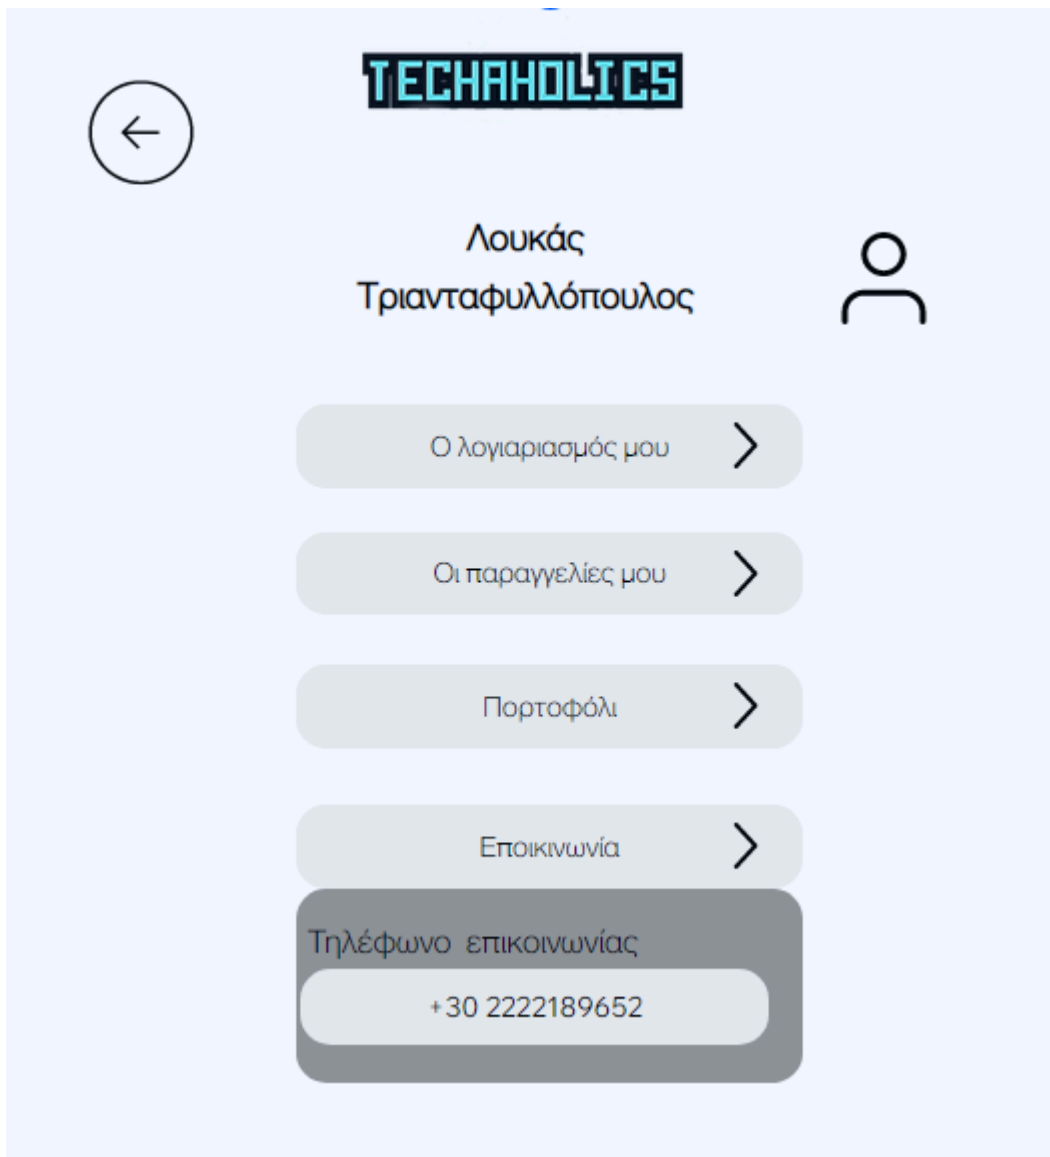 TECHAHOLICS
Λουκάς
Τριανταφυλλόπουλος
Ο λογιαριασμός μου
Οι παραγγελίες μου
Πορτοφόλι
Εποικινωνία
Τηλέφωνο επικοινωνίας
+30 2222189652